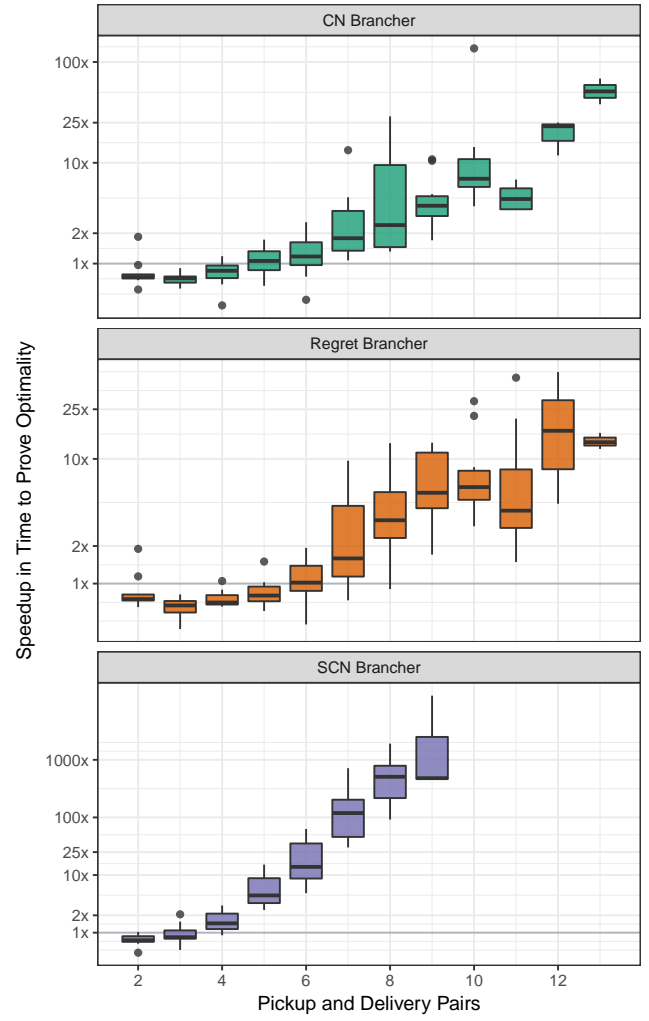 CN Brancher
100x
25x
10x
2x
1x
Regret Brancher
25x
10x
2x
1x
SCN Brancher
1000x
100x
25x
10x
2x
1x
2 4 6 8 10 12
Pickup and Delivery Pairs
Speedup in Time to Prove Optimality